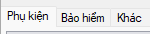 Phụ kiện Bảo hiểm Khác